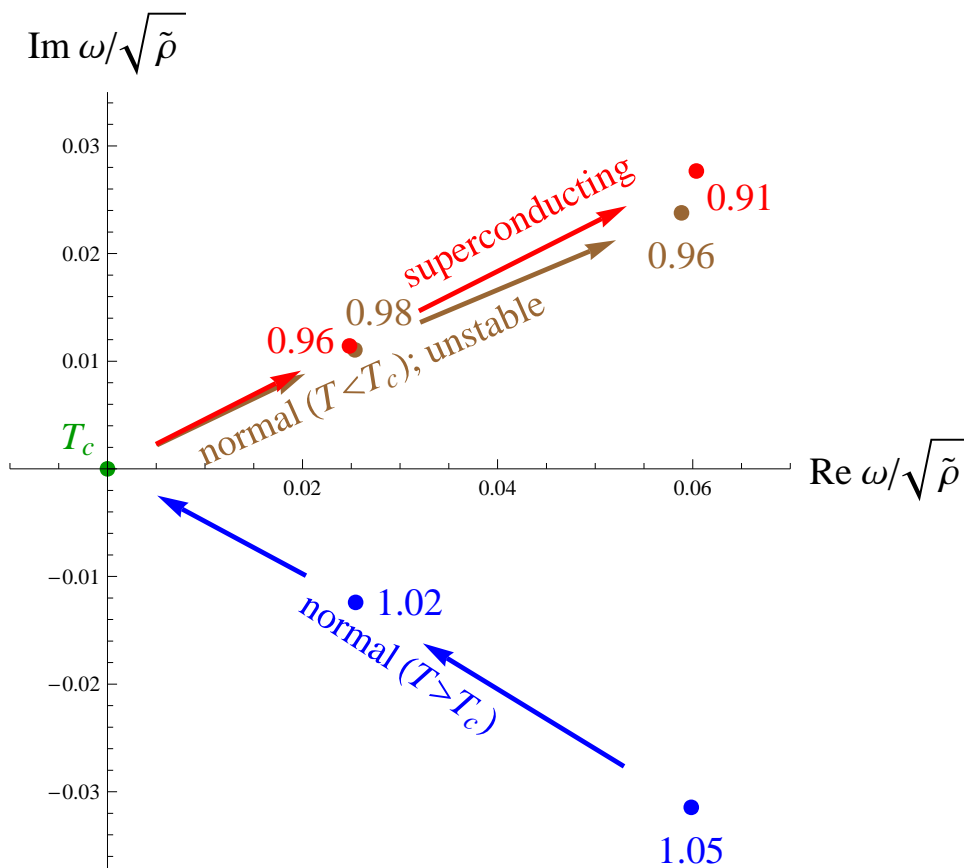 Im ω/√ρ̃
0.03
0.02
0.01
−0.01
−0.02
−0.03
0.02
0.04
0.06
Re ω/√ρ̃
superconducting
0.91
0.96
0.98
0.96
normal (T<T_c); unstable
T_c
1.02
normal (T>T_c)
1.05